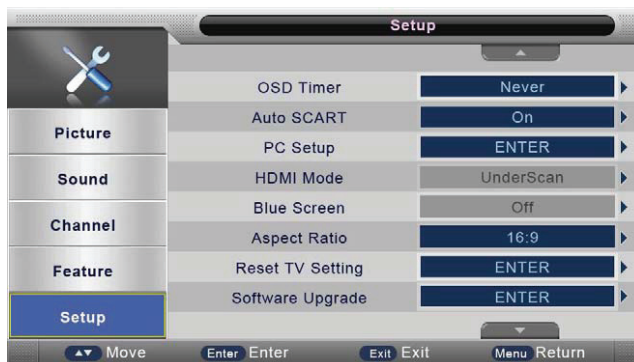 Setup
OSD Timer Never
Auto SCART On
PC Setup ENTER
HDMI Mode UnderScan
Blue Screen Off
Aspect Ratio 16:9
Reset TV Setting ENTER
Software Upgrade ENTER
Picture
Sound
Channel
Feature
Setup
Move Enter Enter Exit Exit Menu Return